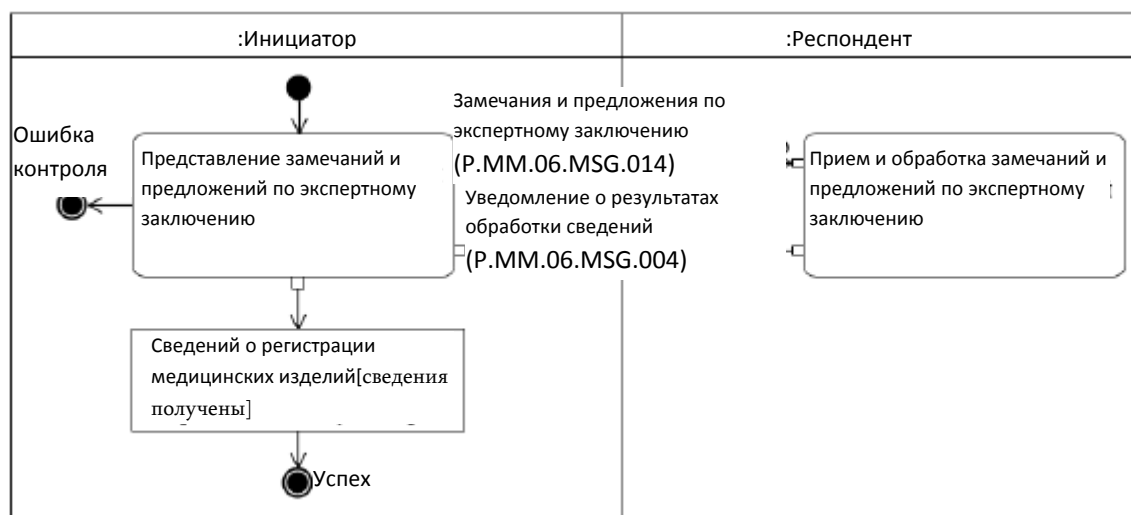 :Инициатор
:Респондент
Ошибка
контроля
Представление замечаний и
предложений по экспертному
заключению
Замечания и предложения по
экспертному заключению
(P.MM.06.MSG.014)
Уведомление о результатах
обработки сведений
(P.MM.06.MSG.004)
Прием и обработка замечаний и
предложений по экспертному
заключению
Сведений о регистрации
медицинских изделий[сведения
получены]
Успех